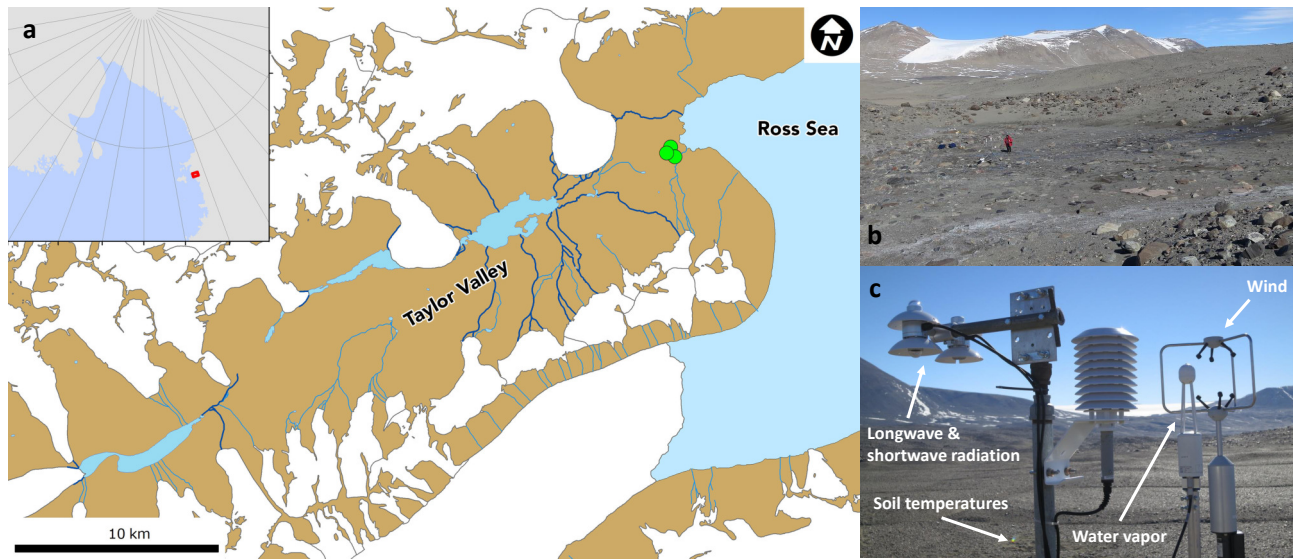 a
N
Ross Sea
Taylor Valley
10 km
b
c
Wind
Longwave &
shortwave radiation
Soil temperatures
Water vapor